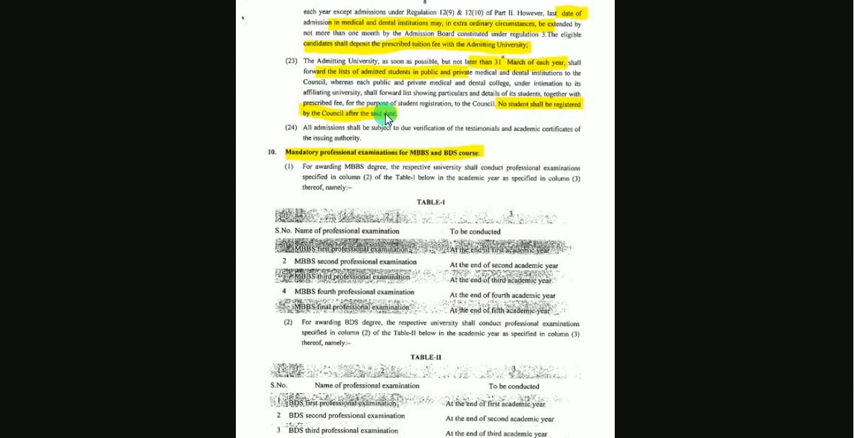 each year except admissions under Regulation 12(9) & 12(10) of Part II. However, last date of
admission in medical and dental institutions may, in extra ordinary circumstances, be extended by
not more than one month by the Admission Board constituted under regulation 3.The eligible
candidates shall deposit the prescribed tuition fee with the Admitting University;
(23) The Admitting University, as soon as possible, but not later than 31st March of each year, shall
forward the lists of admitted students in public and private medical and dental institutions to the
Council, whereas each public and private medical and dental college, under intimation to its
affiliating university, shall forward list showing particulars and details of its students, together with
prescribed fee, for the purpose of student registration, to the Council. No student shall be registered
by the Council after the said
(24) All admissions shall be subject to due verification of the testimonials and academic certificates of
the issuing authority.
10. Mandatory professional examinations for MBBS and BDS course:
(1) For awarding MBBS degree, the respective university shall conduct professional examinations
specified in column (2) of the Table-I below in the academic year as specified in column (3)
thereof, namely:–
TABLE-I
3
S.No. Name of professional examination To be conducted
MBBS first professional examination At the end of first academic year
2 MBBS second professional examination At the end of second academic year
MBBS third professional examination At the end of third academic year
4 MBBS fourth professional examination At the end of fourth academic year
MBBS final professional examination At the end of fifth academic year
(2) For awarding BDS degree, the respective university shall conduct professional examinations
specified in column (2) of the Table-II below in the academic year as specified in column (3)
thereof, namely:–
TABLE-II
S.No. Name of professional examination To be conducted
1 BDS first professional examination At the end of first academic year
2 BDS second professional examination At the end of second academic year
3 BDS third professional examination At the end of third academic year